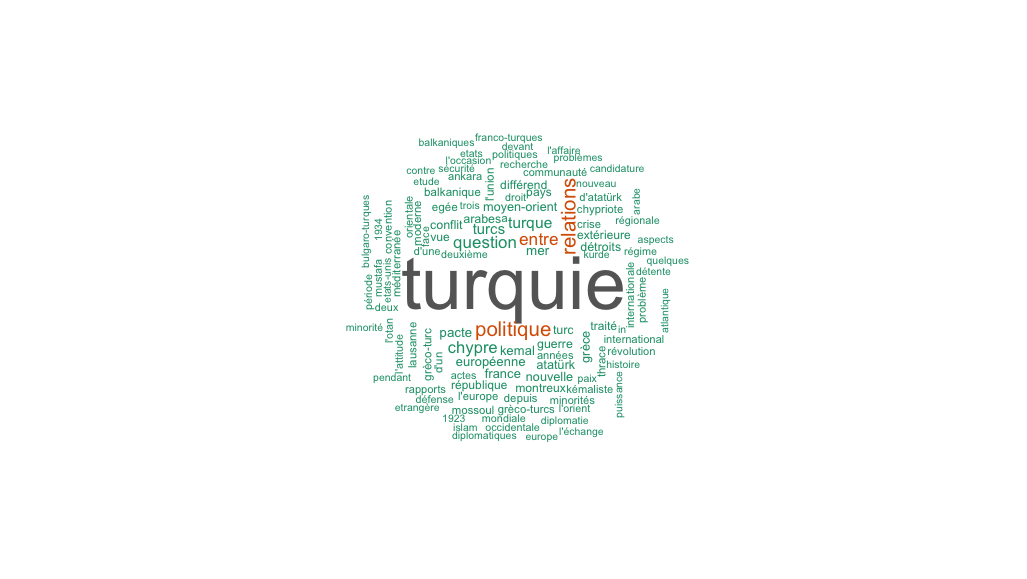 franco-turques
balkaniques
devant
l'affaire
etats
politiques
problèmes
l'occasion
recherche
contre
sécurité
communauté
candidature
ankara
l'union
etude
différend
nouveau
balkanique
droit
pays
d'atatürk
relations
arabe
egée
trois
moyen-orient
chypriote
bulgaro-turques
1934
convention
orientale
moderne
face
conflit
arabesa
turque
crise
régionale
turcs
vue
question
entre
extérieure
aspects
d'une
deuxième
mer
détroits
kurde
régime
quelques
période
mustafa
etats-unis
méditerranée
deux
turquie
internationale
problème
détente
atlantique
minorité
l'otan
l'attitude
lausanne
grèco-turc
d'un
pacte
politique
turc
traité
in
international
chypre
kemal
guerre
années
grèce
thrace
révolution
européenne
atatürk
histoire
pendant
actes
france
nouvelle
paix
puissance
rapports
république
montreux
kémaliste
défense
l'europe
depuis
minorités
etrangère
mossoul
grèco-turcs
l'orient
1923
mondiale
diplomatie
islam
occidentale
diplomatiques
europe
l'échange